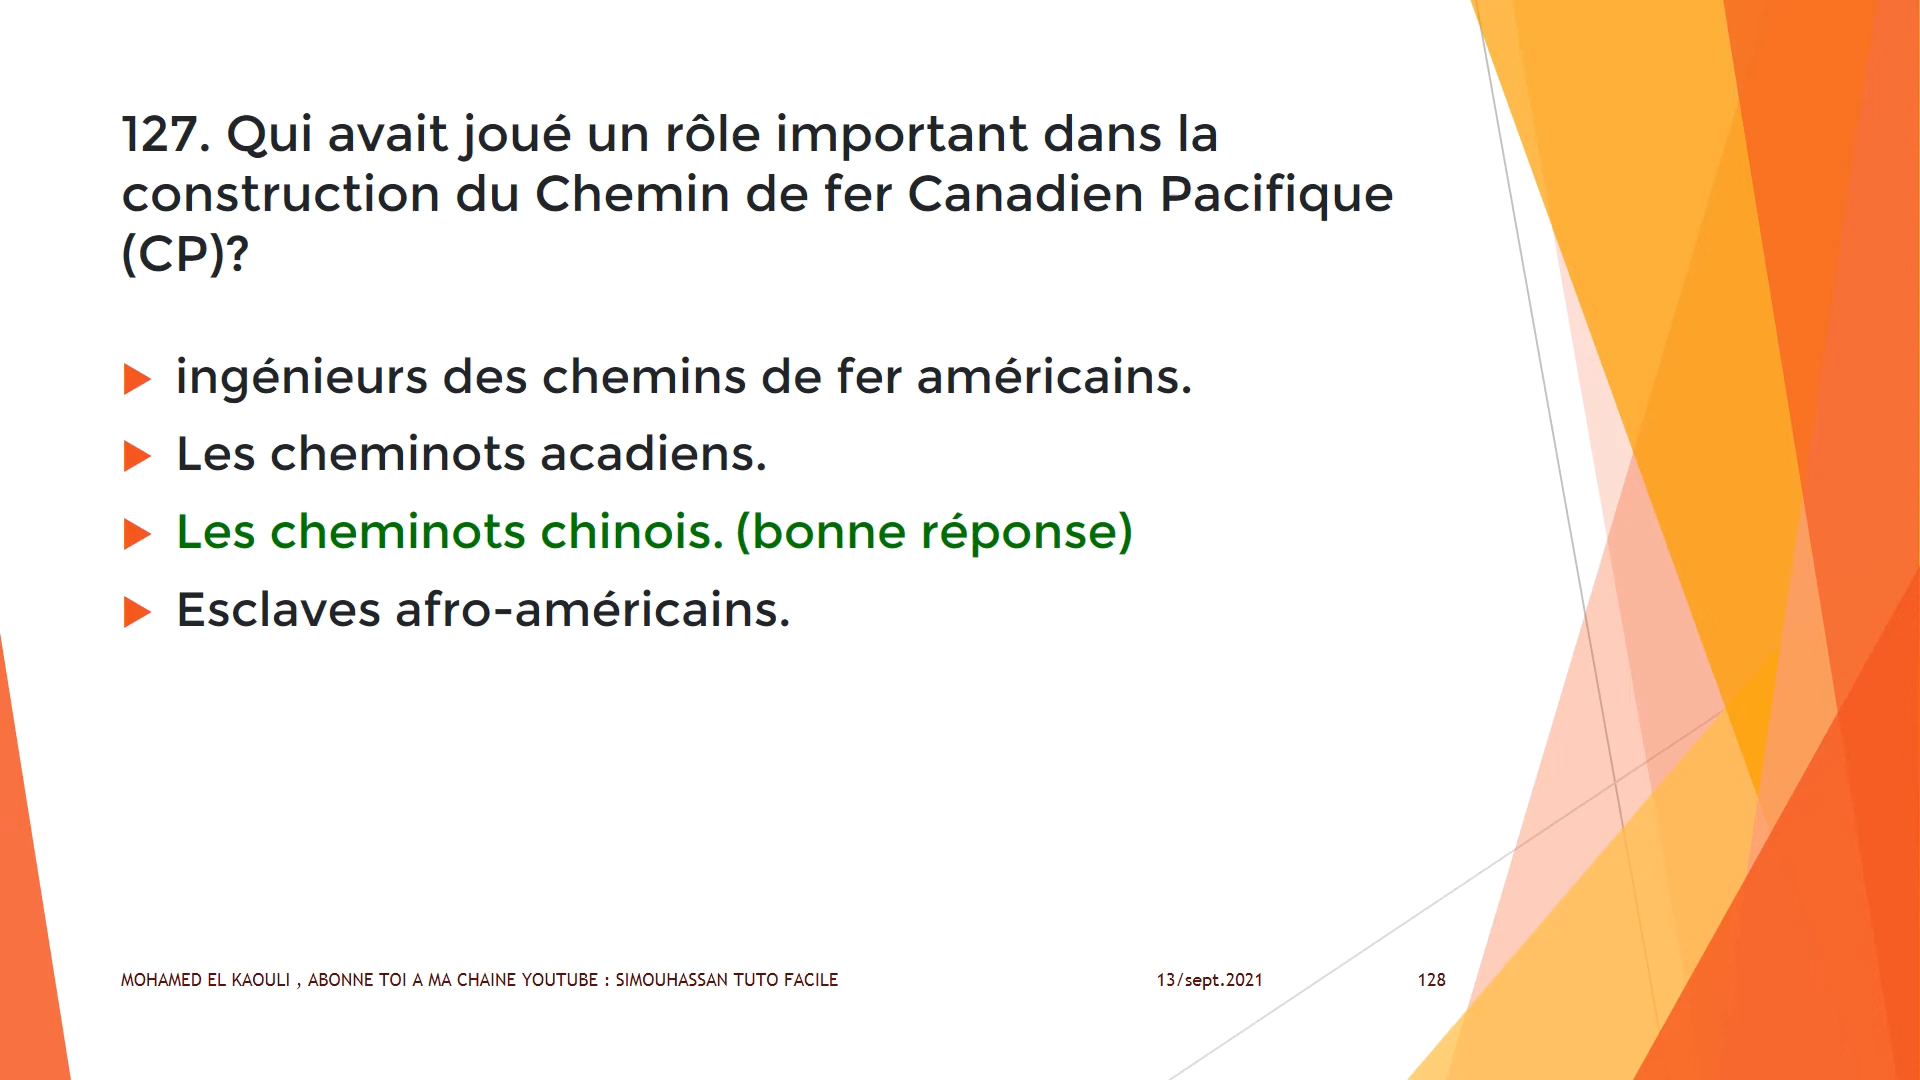 127. Qui avait joué un rôle important dans la
construction du Chemin de fer Canadien Pacifique
(CP)?
ingénieurs des chemins de fer américains.
Les cheminots acadiens.
Les cheminots chinois. (bonne réponse)
Esclaves afro-américains.
MOHAMED EL KAOULI , ABONNE TOI A MA CHAINE YOUTUBE : SIMOUHASSAN TUTO FACILE 13/sept.2021 128